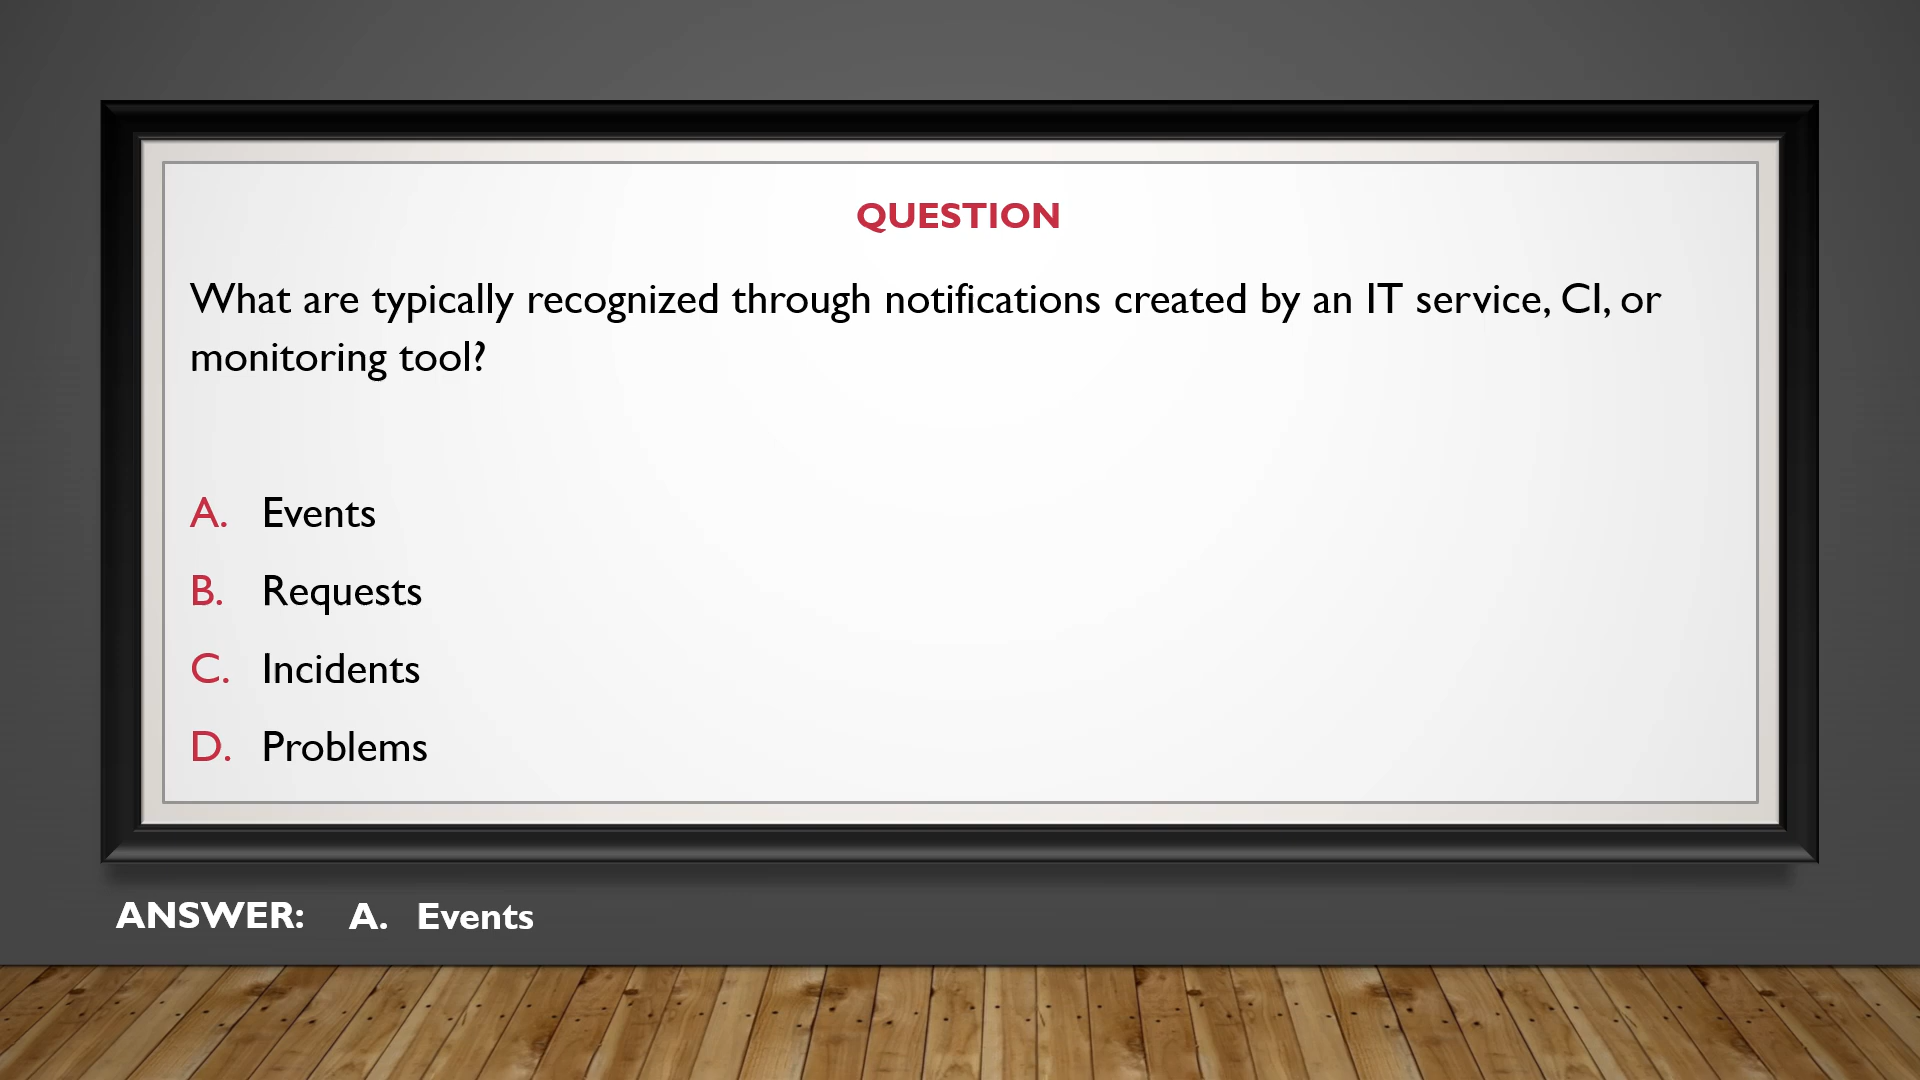 QUESTION
What are typically recognized through notifications created by an IT service, CI, or
monitoring tool?
A. Events
B. Requests
C. Incidents
D. Problems
ANSWER: A. Events